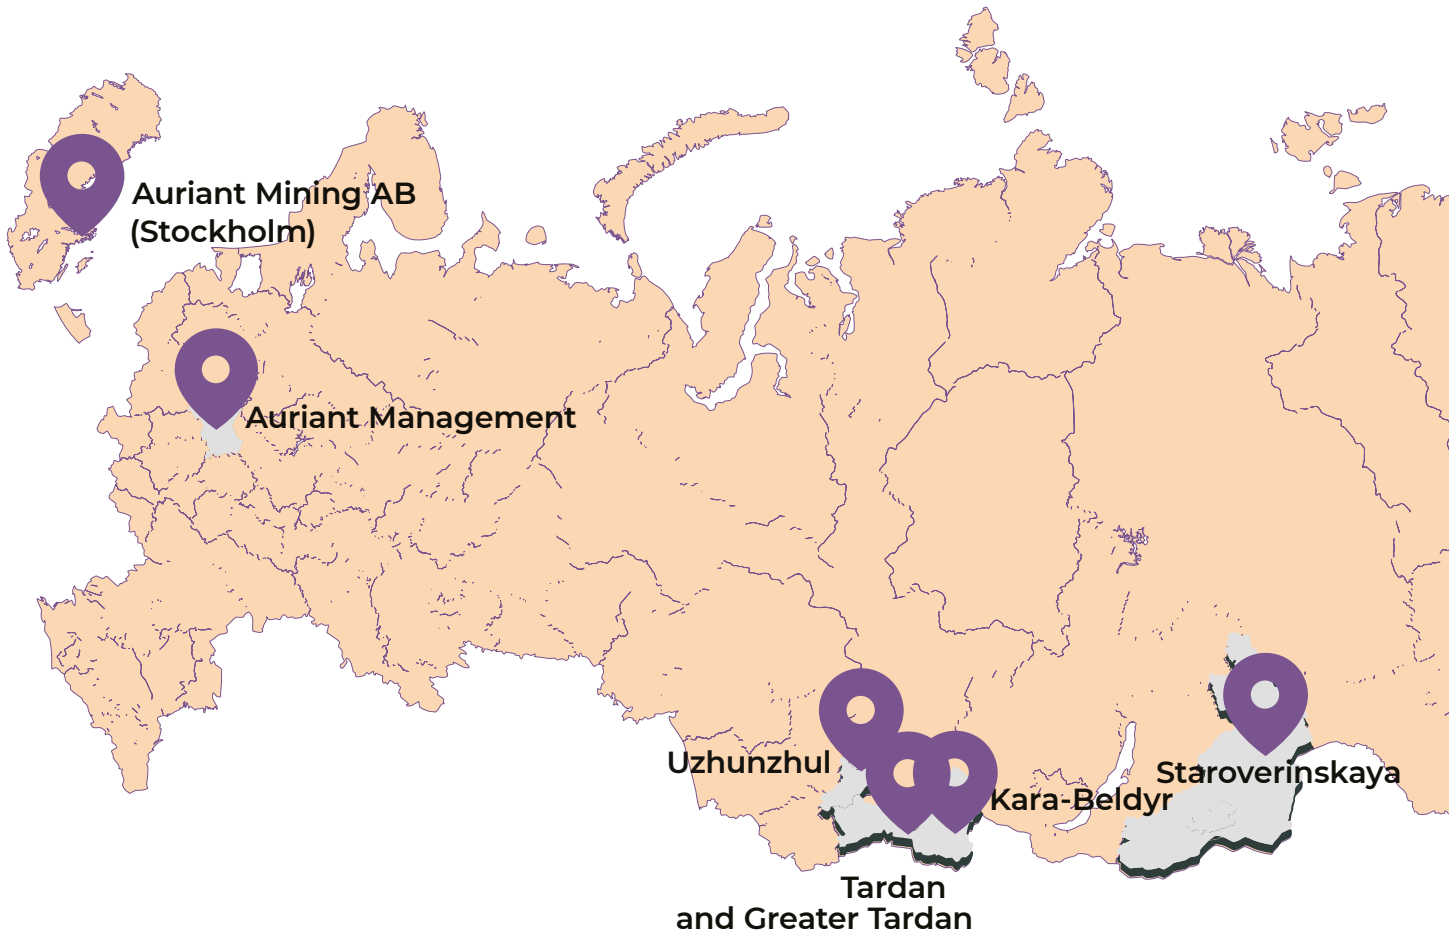 Auriant Mining AB
(Stockholm)
Auriant Management
Uzhunzhul
Staroverinskaya
Kara-Beldyr
Tardan
and Greater Tardan